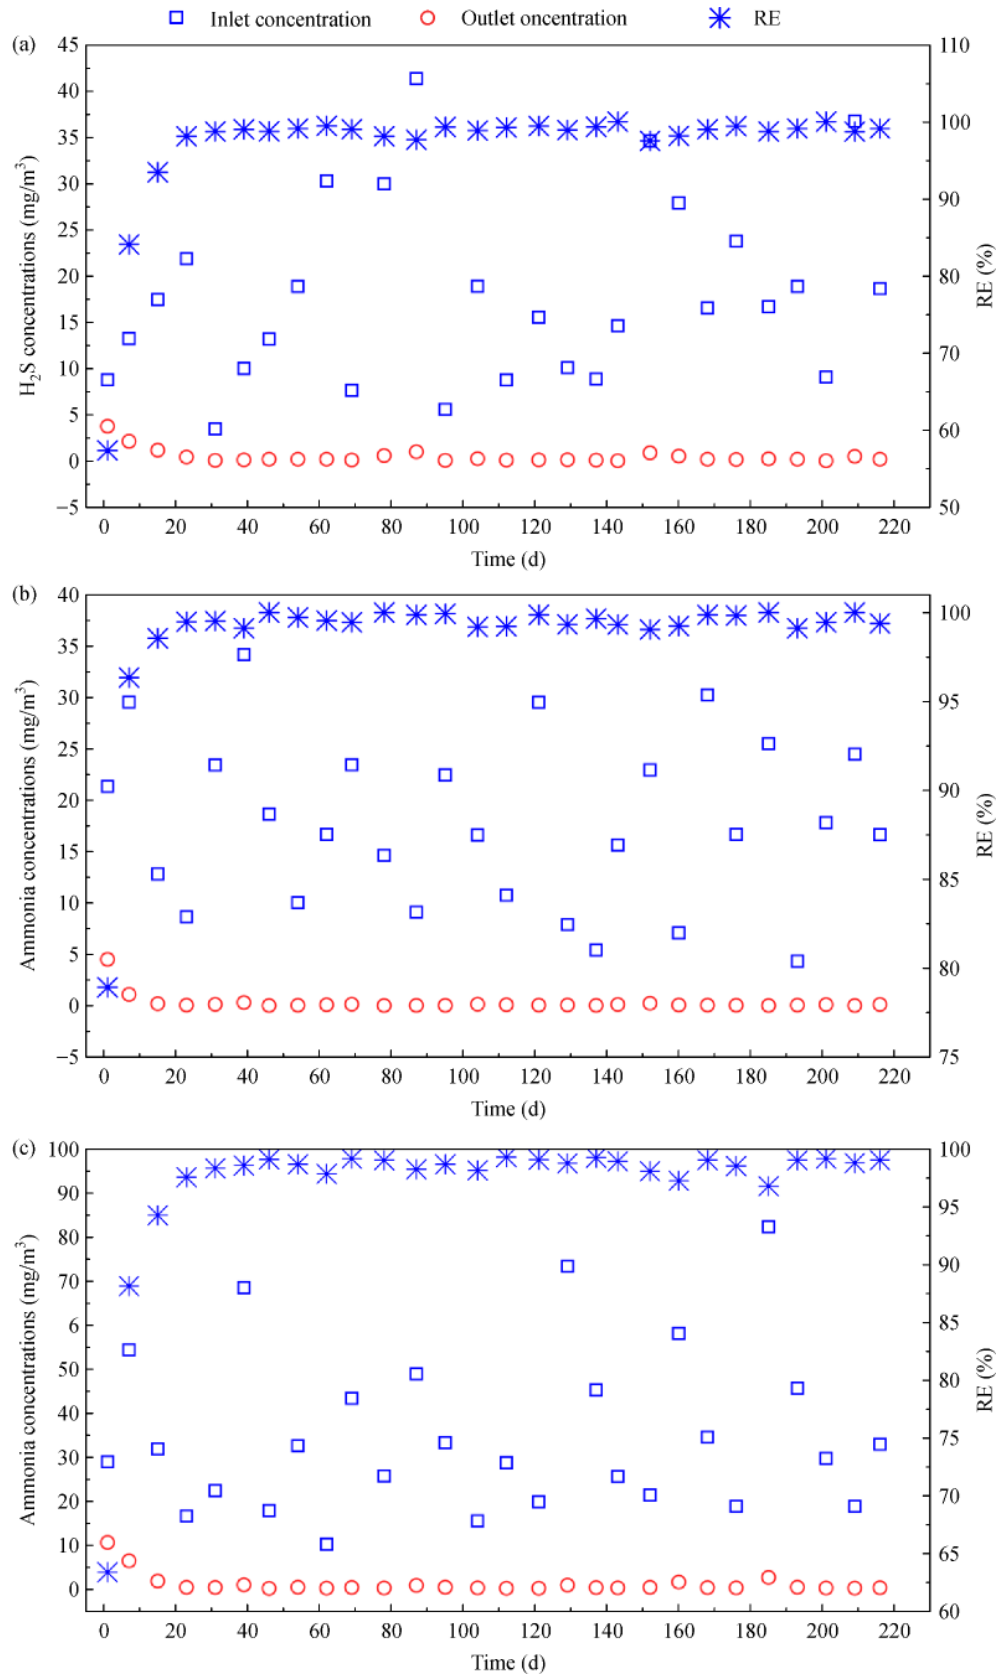 Inlet concentration Outlet oncentration RE
(a)
45 40 35 30 25 20 15 10 5 0 −5
H₂S concentrations (mg/m³)
110 100 90 80 70 60 50
RE (%)
0 20 40 60 80 100 120 140 160 180 200 220
Time (d)
(b)
40 35 30 25 20 15 10 5 0 −5
Ammonia concentrations (mg/m³)
100 95 90 85 80 75
RE (%)
0 20 40 60 80 100 120 140 160 180 200 220
Time (d)
(c)
100 90 80 70 6 50 40 30 20 10 0
Ammonia concentrations (mg/m³)
100 95 90 85 80 75 70 65 60
RE (%)
0 20 40 60 80 100 120 140 160 180 200 220
Time (d)